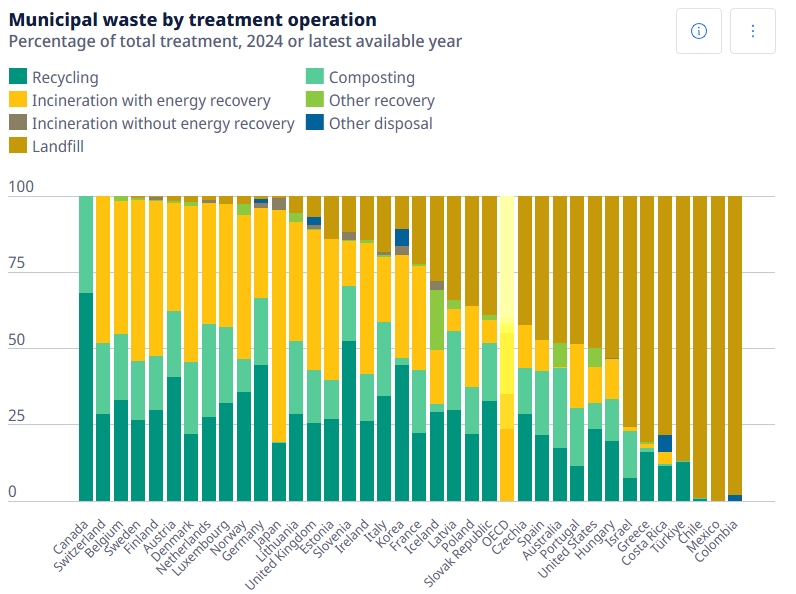 Municipal waste by treatment operation
Percentage of total treatment, 2024 or latest available year
Recycling
Composting
Incineration with energy recovery
Other recovery
Incineration without energy recovery
Other disposal
Landfill
100
75
50
25
0
Canada
Switzerland
Belgium
Sweden
Finland
Austria
Denmark
Netherlands
Luxembourg
Norway
Germany
Japan
Lithuania
United Kingdom
Estonia
Slovenia
Ireland
Italy
Korea
France
Iceland
Latvia
Poland
Slovak Republic
OECD
Czechia
Spain
Australia
Portugal
United States
Hungary
Israel
Greece
Costa Rica
Türkiye
Chile
Mexico
Colombia